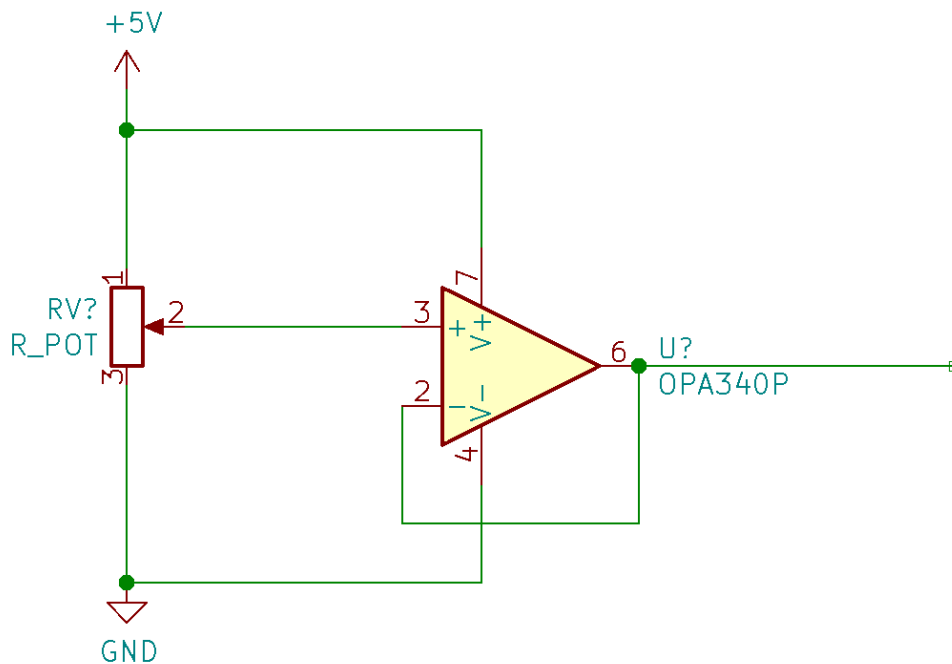 +5V
1
RV?
R_POT
2
3
3
+
V+
7
2
-
V-
4
6
U?
OPA340P
GND